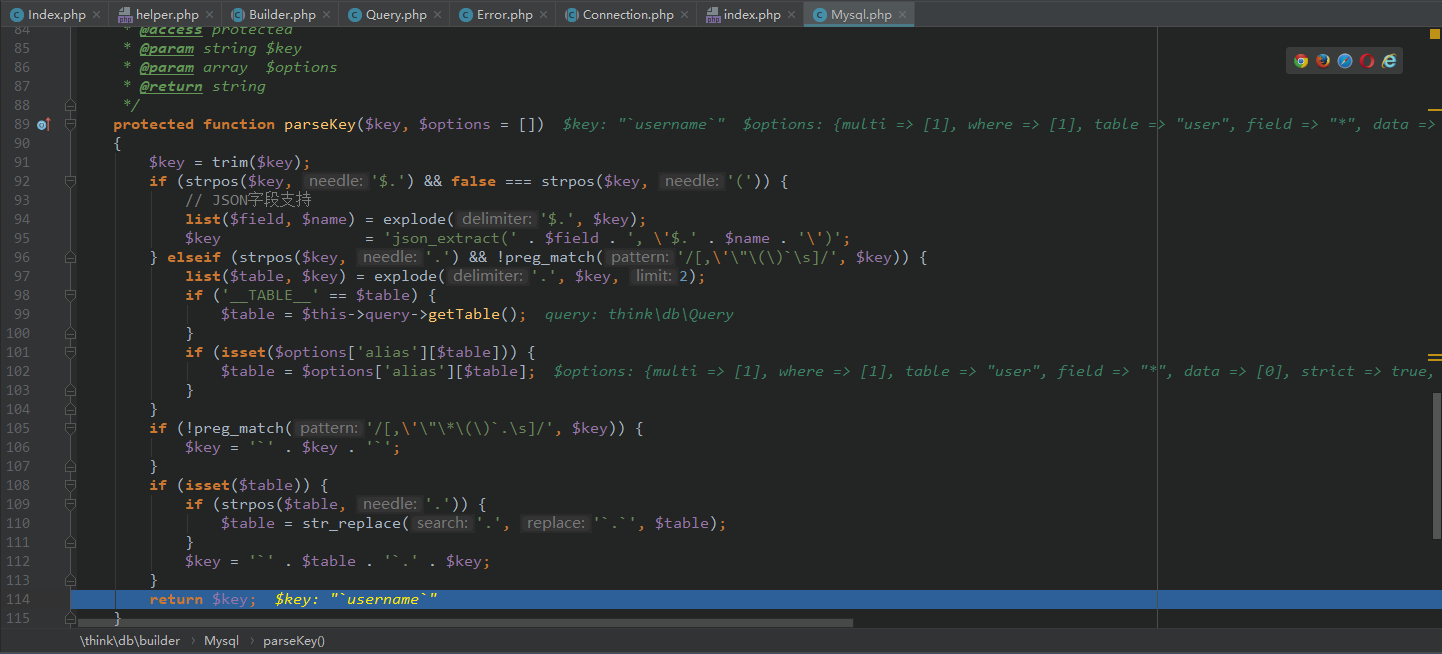 Index.php × helper.php × Builder.php × Query.php × Error.php × Connection.php × index.php × Mysql.php ×
84 * @access protected
85 * @param string $key
86 * @param array  $options
87 * @return string
88 */
89 protected function parseKey($key, $options = []) $key: "`username`" $options: {multi => [1], where => [1], table => "user", field => "*", data =>
90 {
91 $key = trim($key);
92 if (strpos($key, needle: '$.') && false === strpos($key, needle: '(')) {
93 // JSON字段支持
94 list($field, $name) = explode( delimiter: '$.', $key);
95 $key = 'json_extract(' . $field . ', \'$.' . $name . '\')';
96 } elseif (strpos($key, needle: '.') && !preg_match( pattern: '/[,\'\"\(\)`\s]/', $key)) {
97 list($table, $key) = explode( delimiter: '.', $key, limit: 2);
98 if ('__TABLE__' == $table) {
99 $table = $this->query->getTable(); query: think\db\Query
100 }
101 if (isset($options['alias'][$table])) {
102 $table = $options['alias'][$table]; $options: {multi => [1], where => [1], table => "user", field => "*", data => [0], strict => true,
103 }
104 }
105 if (!preg_match( pattern: '/[,\'\"\*\(\)`.\s]/', $key)) {
106 $key = '`' . $key . '`';
107 }
108 if (isset($table)) {
109 if (strpos($table, needle: '.')) {
110 $table = str_replace( search: '.', replace: '`.`', $table);
111 }
112 $key = '`' . $table . '`.' . $key;
113 }
114 return $key; $key: "`username`"
115 }
\think\db\builder › Mysql › parseKey()